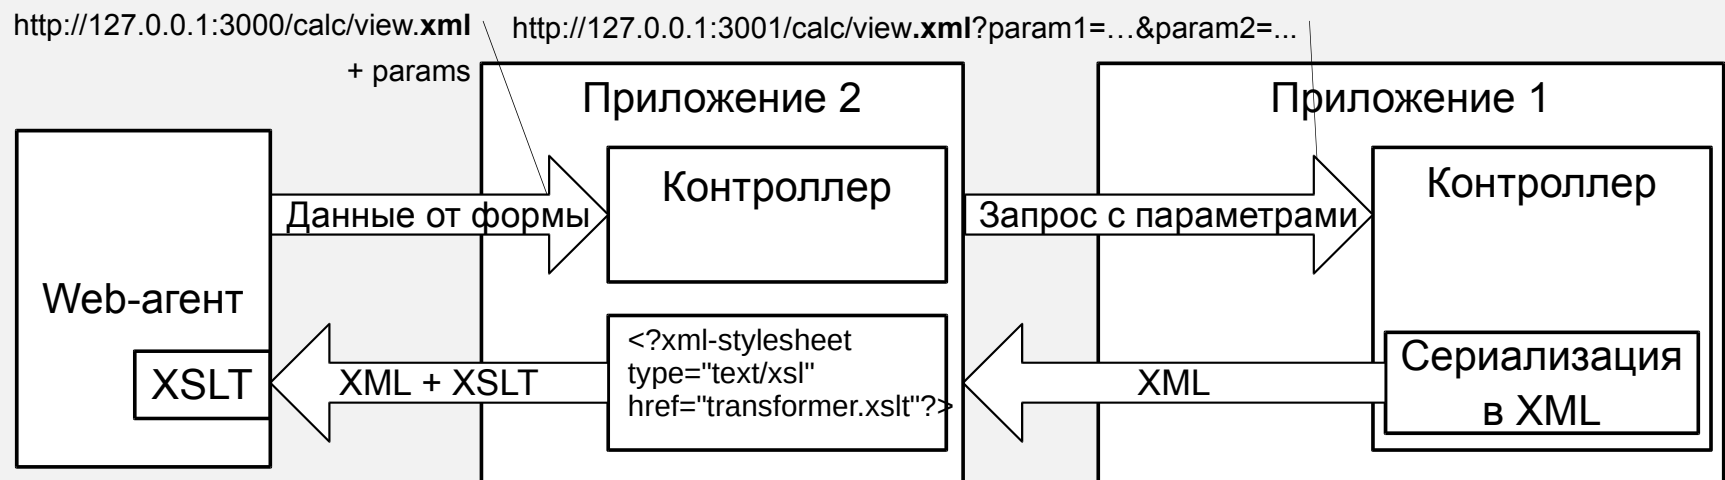 http://127.0.0.1:3000/calc/view.xml
+ params
http://127.0.0.1:3001/calc/view.xml?param1=…&param2=...
Приложение 2
Приложение 1
Web-агент
Данные от формы
Контроллер
Запрос с параметрами
Контроллер
XSLT
XML + XSLT
<?xml-stylesheet
type="text/xsl"
href="transformer.xslt"?>
XML
Сериализация
в XML